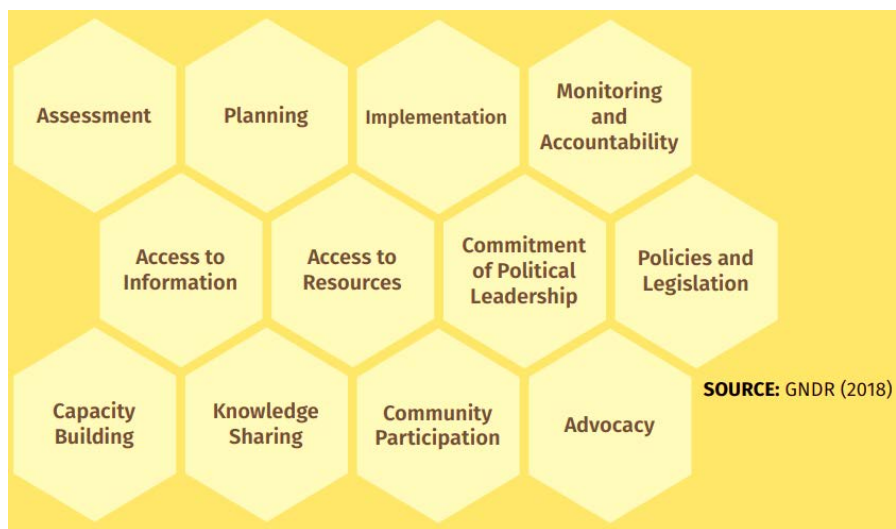 Assessment
Planning
Implementation
Monitoring
and
Accountability
Access to
Information
Access to
Resources
Commitment
of Political
Leadership
Policies and
Legislation
Capacity
Building
Knowledge
Sharing
Community
Participation
Advocacy
SOURCE: GNDR (2018)